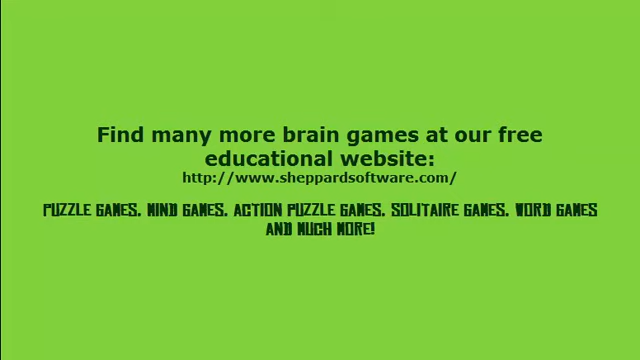 Find many more brain games at our free
educational website:
http://www.sheppardsoftware.com/
PUZZLE GAMES. MIND GAMES. ACTION PUZZLE GAMES. SOLITAIRE GAMES. WORD GAMES
AND MUCH MORE!